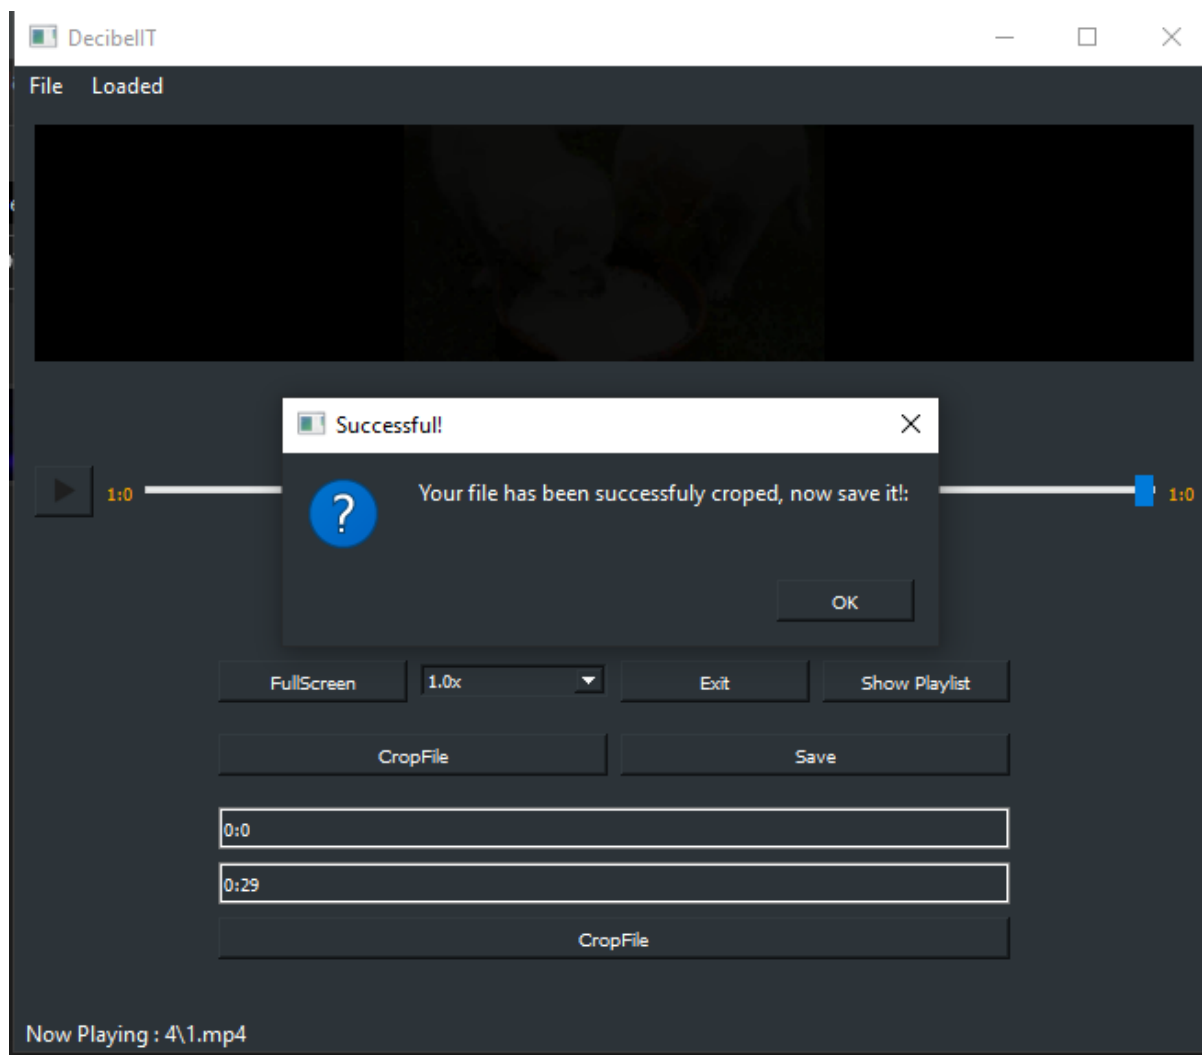 DecibelIT
File Loaded
Successful!
Your file has been successfuly croped, now save it!:
?
1:0 1:0
OK
FullScreen 1.0x Exit Show Playlist
CropFile Save
0:0
0:29
CropFile
Now Playing : 4\1.mp4